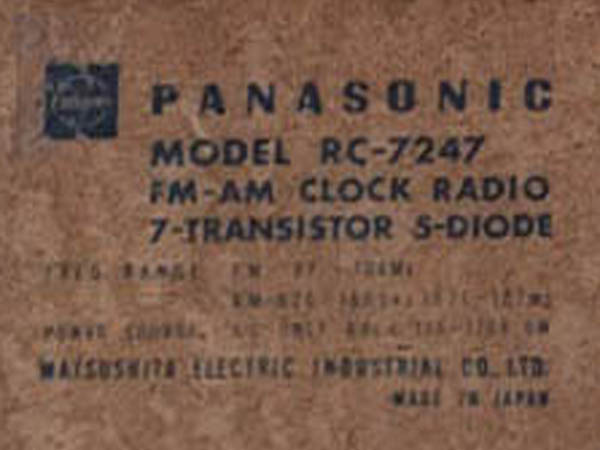 PANASONIC
MODEL RC-7247
FM-AM CLOCK RADIO
7-TRANSISTOR 5-DIODE
FREQ RANGE FM
POWER SOURCE
MATSUSHITA ELECTRIC INDUSTRIAL CO., LTD.
MADE IN JAPAN